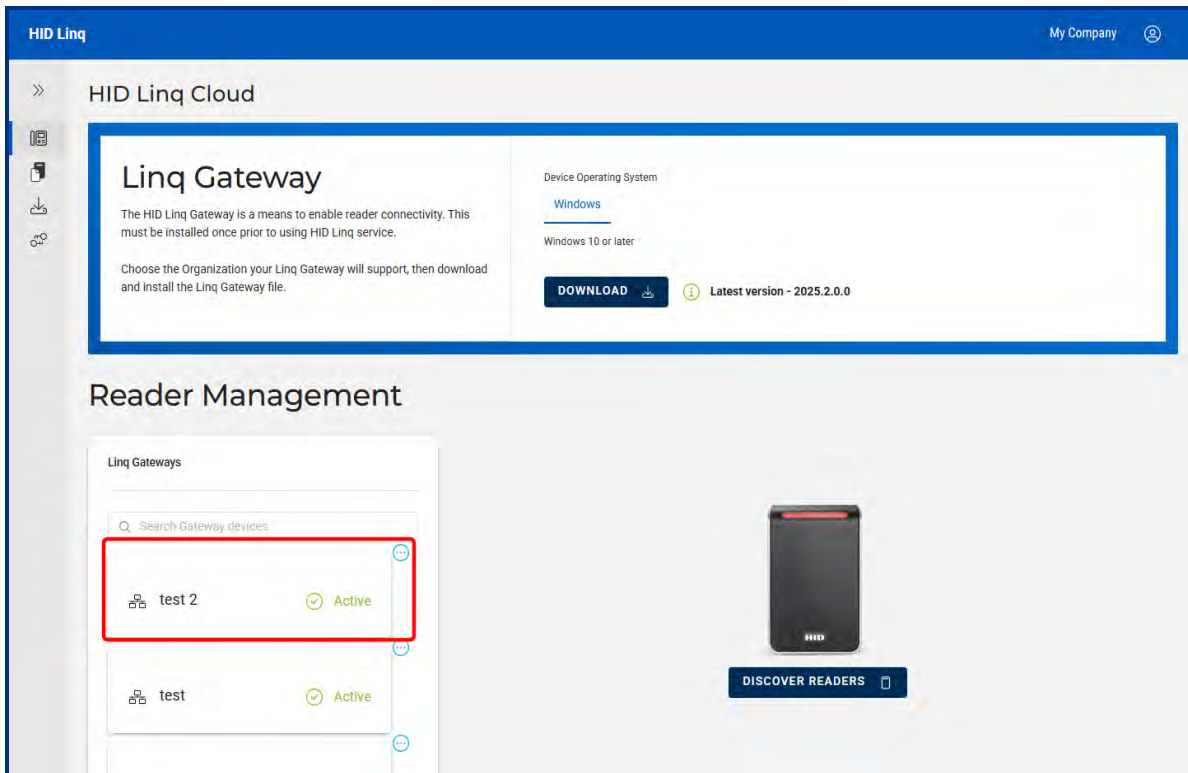 HID Linq
My Company
HID Linq Cloud
Linq Gateway
The HID Linq Gateway is a means to enable reader connectivity. This
must be installed once prior to using HID Linq service.
Choose the Organization your Linq Gateway will support, then download
and install the Linq Gateway file.
Device Operating System
Windows
Windows 10 or later
DOWNLOAD
Latest version - 2025.2.0.0
Reader Management
Linq Gateways
Search Gateway devices
test 2
Active
test
Active
HID
DISCOVER READERS